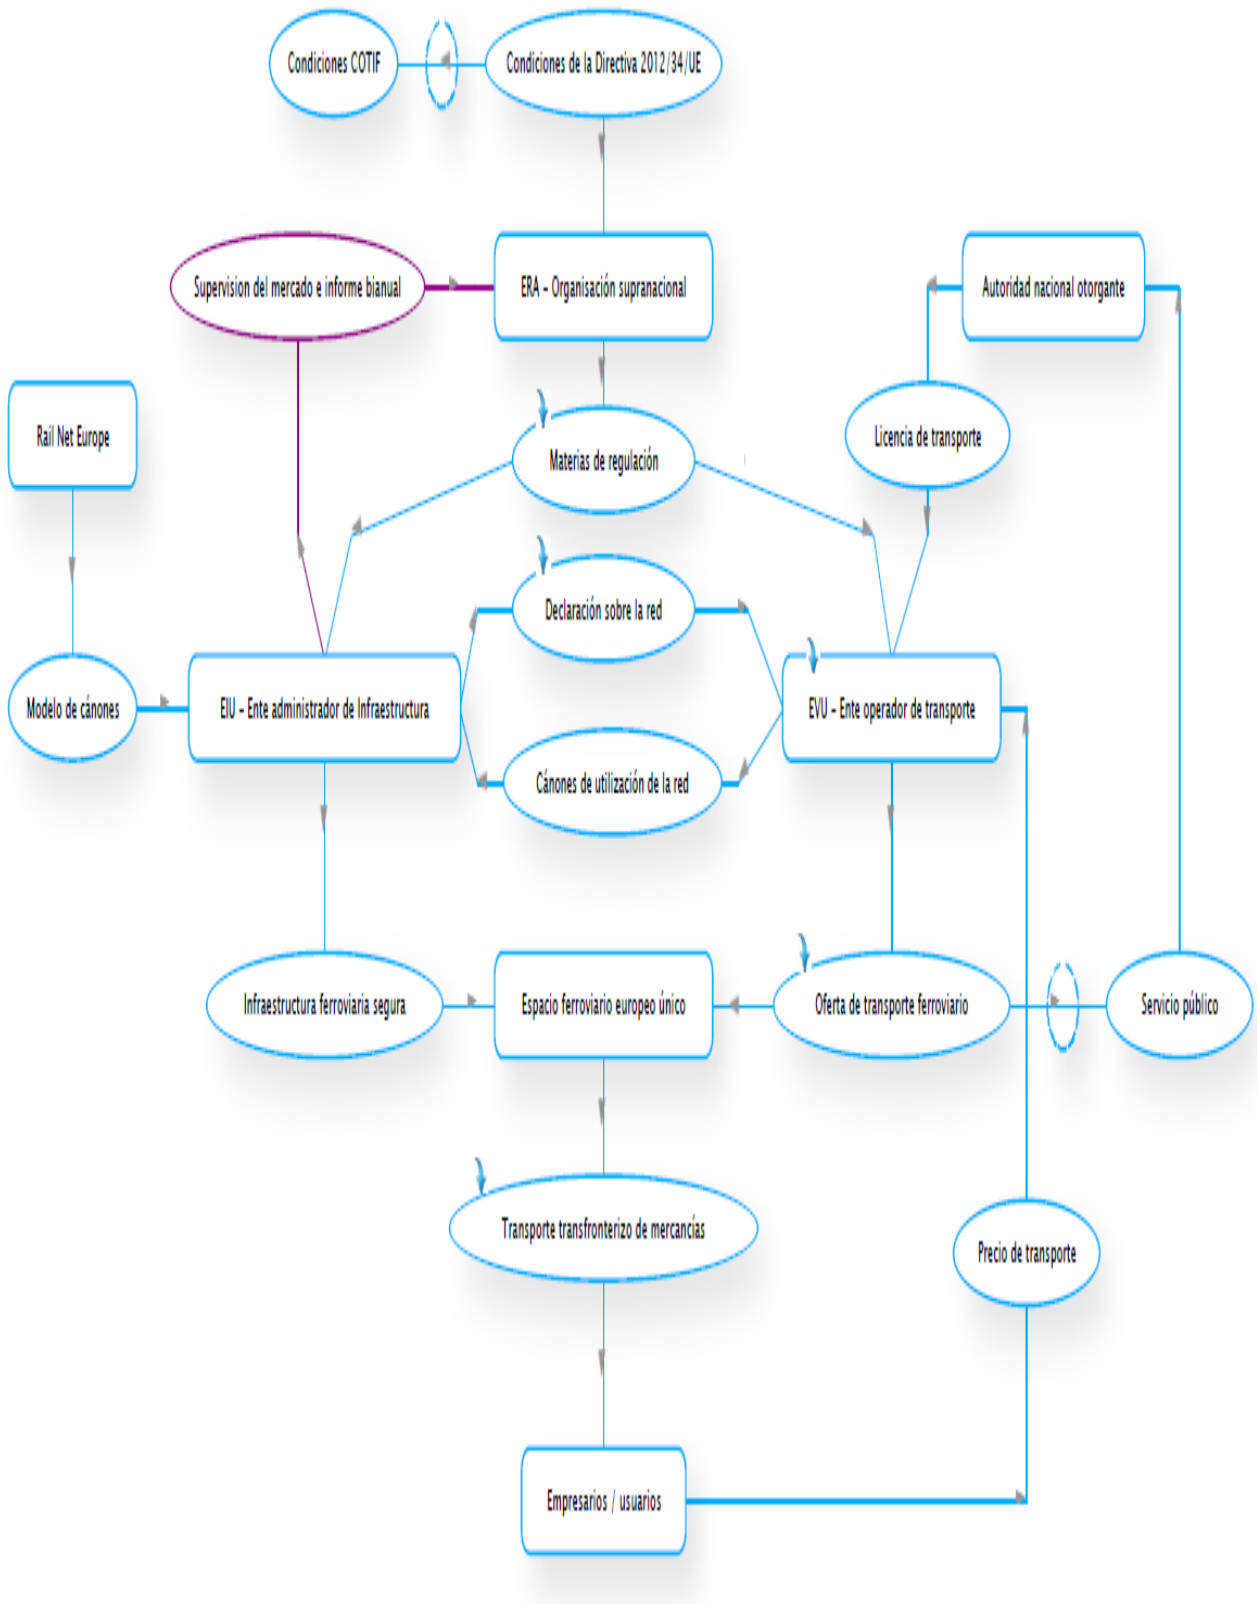 Condiciones COTIF
Condiciones de la Directiva 2012/34/UE
Supervision del mercado e informe bianual
ERA – Organisación supranacional
Autoridad nacional otorgante
Rail Net Europe
Materias de regulación
Licencia de transporte
Declaración sobre la red
Modelo de cánones
EIU – Ente administrador de Infraestructura
EVU – Ente operador de transporte
Cánones de utilización de la red
Infraestructura ferroviaria segura
Espacio ferroviario europeo único
Oferta de transporte ferroviario
Servicio público
Transporte transfronterizo de mercancías
Precio de transporte
Empresarios / usuarios